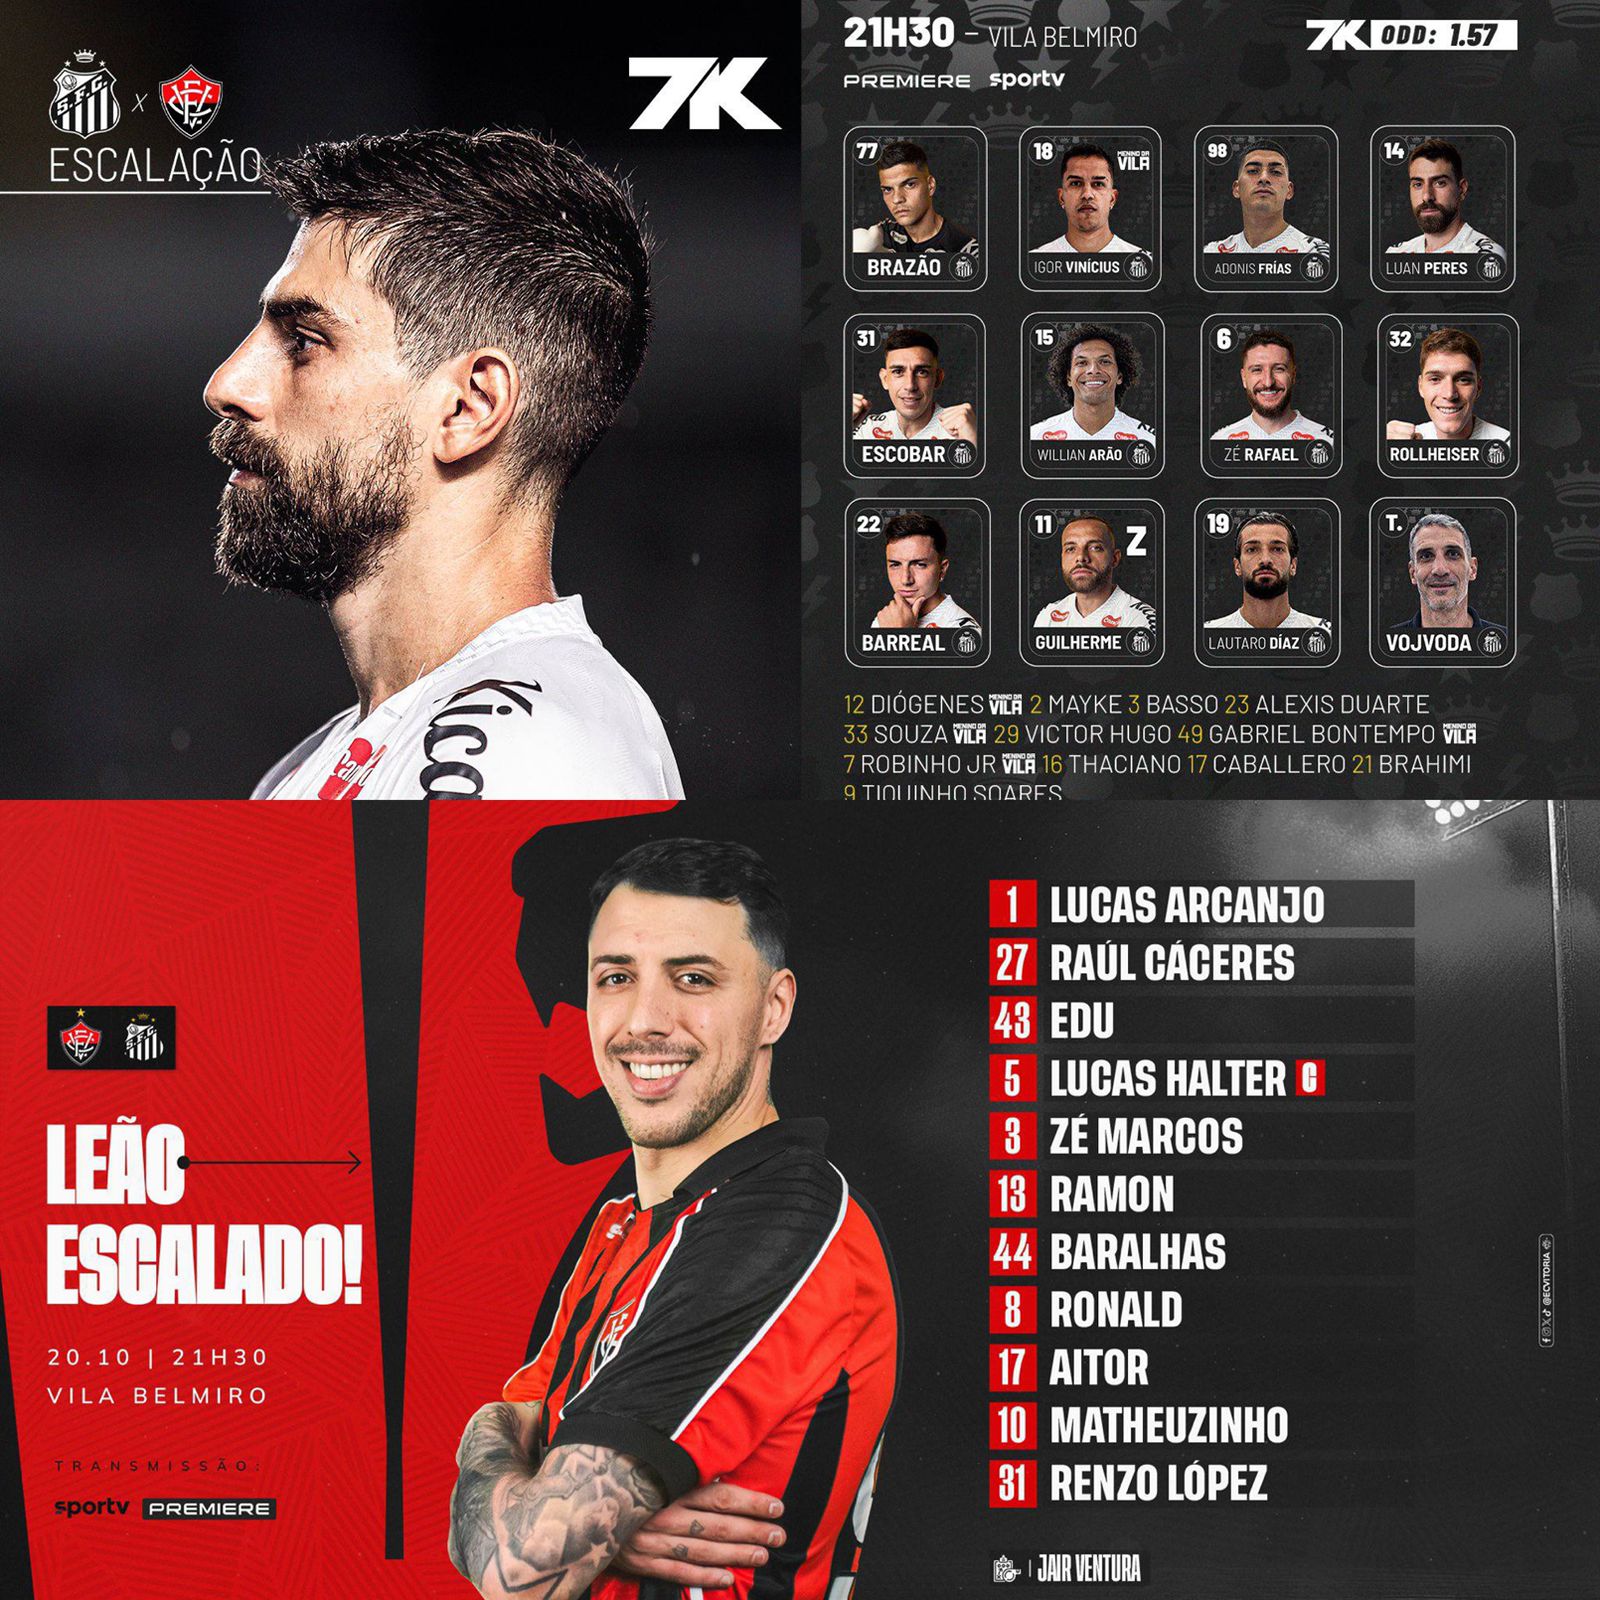 S.F.C.
X
ESCALAÇÃO
7K
Kicaldo
21H30 – VILA BELMIRO
7K ODD: 1.57
PREMIERE sportv
77
BRAZÃO
18
MENINO DA VILA
IGOR VINÍCIUS
98
ADONIS FRÍAS
14
LUAN PERES
31
ESCOBAR
15
WILLIAN ARÃO
6
ZÉ RAFAEL
32
ROLLHEISER
22
BARREAL
11
Z
GUILHERME
19
LAUTARO DÍAZ
T.
VOJVODA
12 DIÓGENES MENINO DA VILA 2 MAYKE 3 BASSO 23 ALEXIS DUARTE
33 SOUZA MENINO DA VILA 29 VICTOR HUGO 49 GABRIEL BONTEMPO MENINO DA VILA
7 ROBINHO JR MENINO DA VILA 16 THACIANO 17 CABALLERO 21 BRAHIMI
9 TIQUINHO SOARES
LEÃO
ESCALADO!
20.10 | 21H30
VILA BELMIRO
TRANSMISSÃO:
sportv PREMIERE
1 LUCAS ARCANJO
27 RAÚL CÁCERES
43 EDU
5 LUCAS HALTER C
3 ZÉ MARCOS
13 RAMON
44 BARALHAS
8 RONALD
17 AITOR
10 MATHEUZINHO
31 RENZO LÓPEZ
| JAIR VENTURA
@ECVITORIA